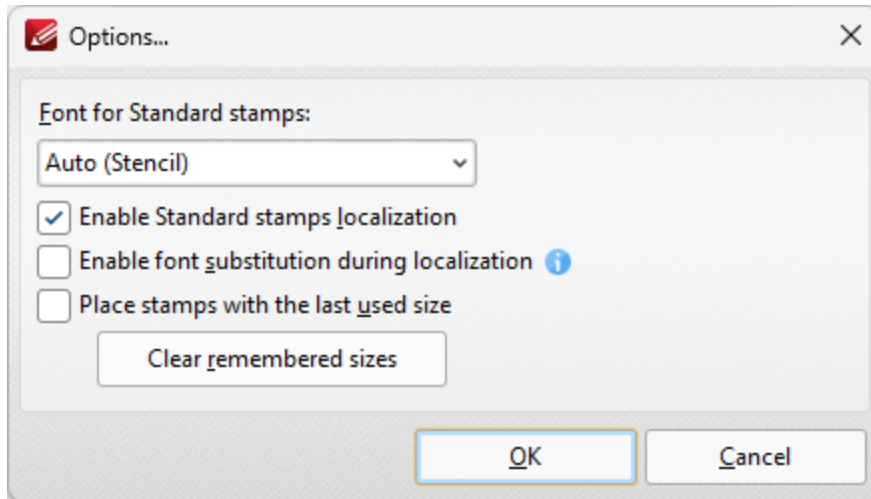 Options...
Font for Standard stamps:
Auto (Stencil)
Enable Standard stamps localization
Enable font substitution during localization
Place stamps with the last used size
Clear remembered sizes
OK Cancel